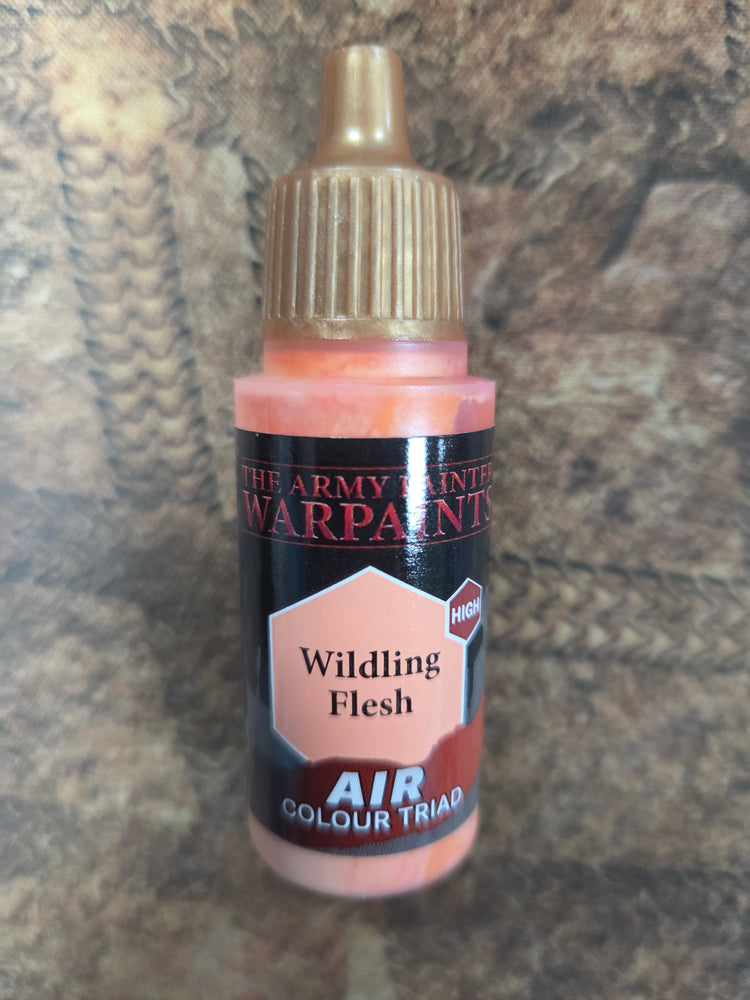 THE ARMY PAINTER
WARPAINTS
HIGH
Wildling
Flesh
AIR
COLOUR TRIAD